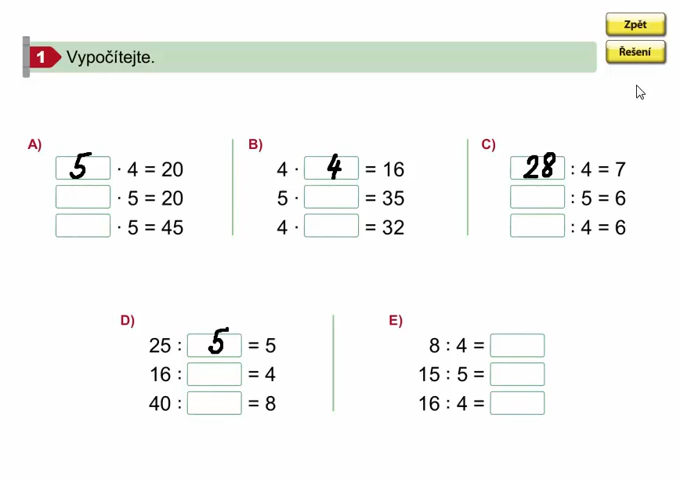 Zpět
1 Vypočítejte.
Řešení
A)
5 · 4 = 20
· 5 = 20
· 5 = 45
B)
4 · 4 = 16
5 · = 35
4 · = 32
C)
28 : 4 = 7
: 5 = 6
: 4 = 6
D)
25 : 5 = 5
16 : = 4
40 : = 8
E)
8 : 4 =
15 : 5 =
16 : 4 =